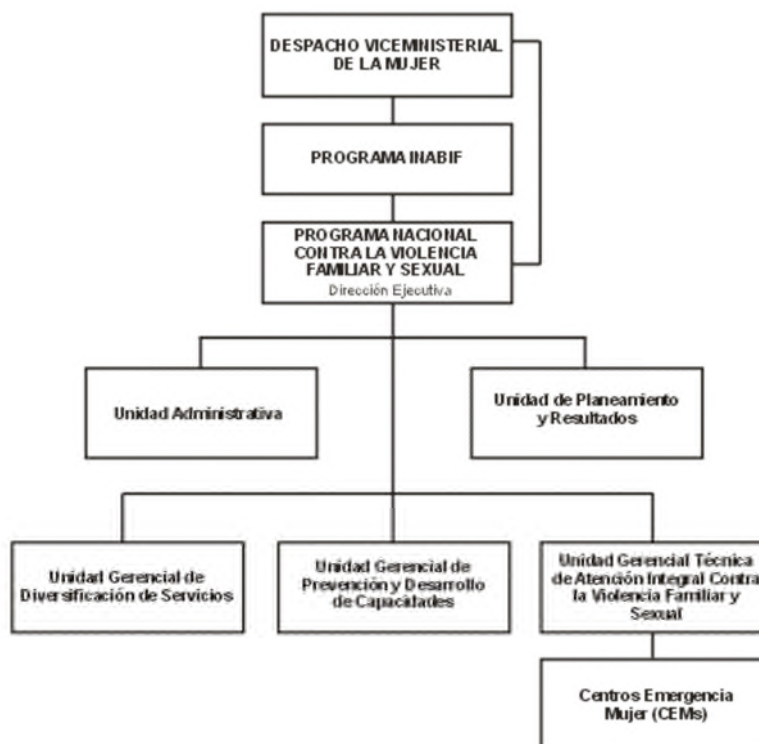 DESPACHO VICEMINISTERIAL
DE LA MUJER
PROGRAMA INABIF
PROGRAMA NACIONAL
CONTRA LA VIOLENCIA
FAMILIAR Y SEXUAL
Dirección Ejecutiva
Unidad Administrativa
Unidad de Planeamiento
y Resultados
Unidad Gerencial de
Diversificación de Servicios
Unidad Gerencial de
Prevención y Desarrollo
de Capacidades
Unidad Gerencial Técnica
de Atención Integral Contra
la Violencia Familiar y
Sexual
Centros Emergencia
Mujer (CEMs)